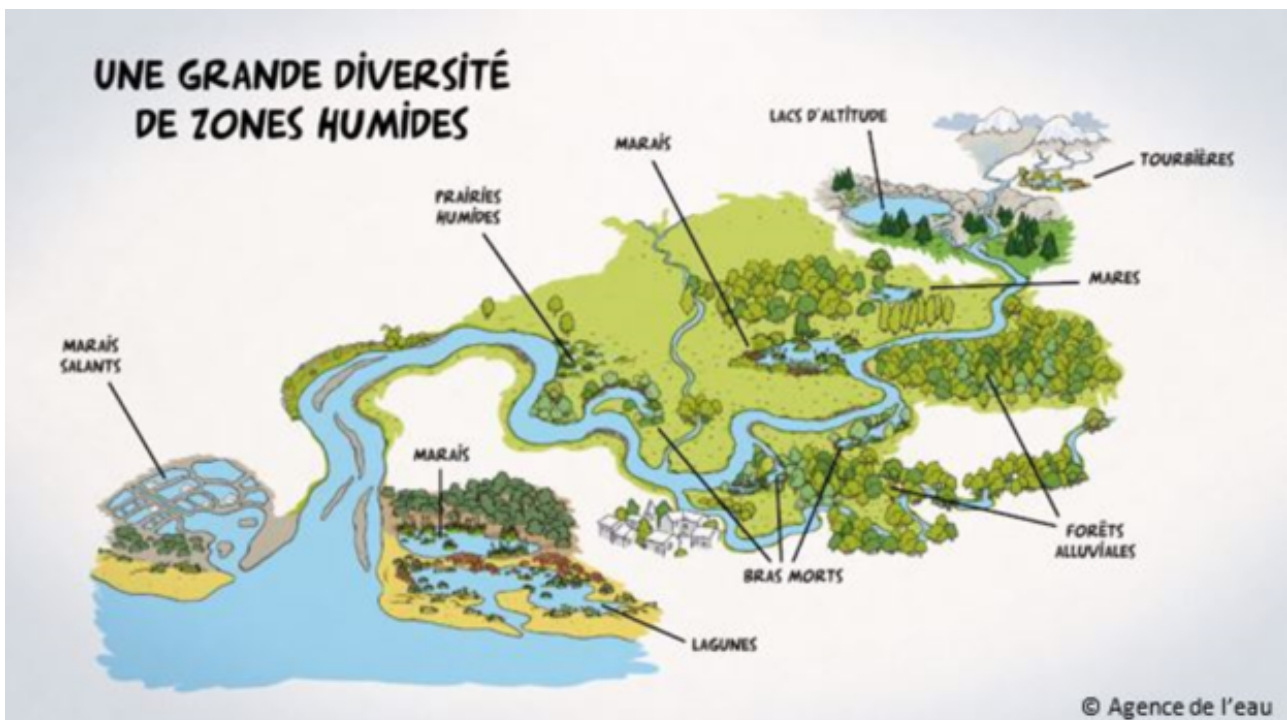 UNE GRANDE DIVERSITÉ
DE ZONES HUMIDES
LACS D'ALTITUDE
MARAIS
TOURBIÈRES
PRAIRIES
HUMIDES
MARES
MARAIS
SALANTS
MARAIS
FORÊTS
ALLUVIALES
BRAS MORTS
LAGUNES
© Agence de l'eau